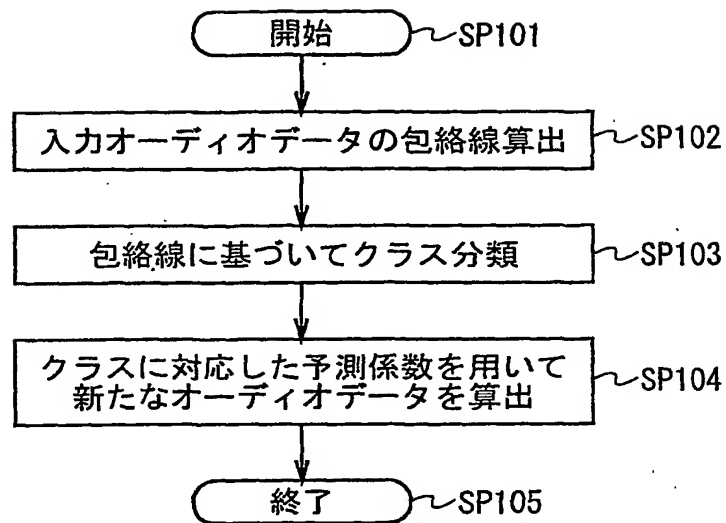 開始 SP101
入力オーディオデータの包絡線算出 SP102
包絡線に基づいてクラス分類 SP103
クラスに対応した予測係数を用いて
新たなオーディオデータを算出 SP104
終了 SP105